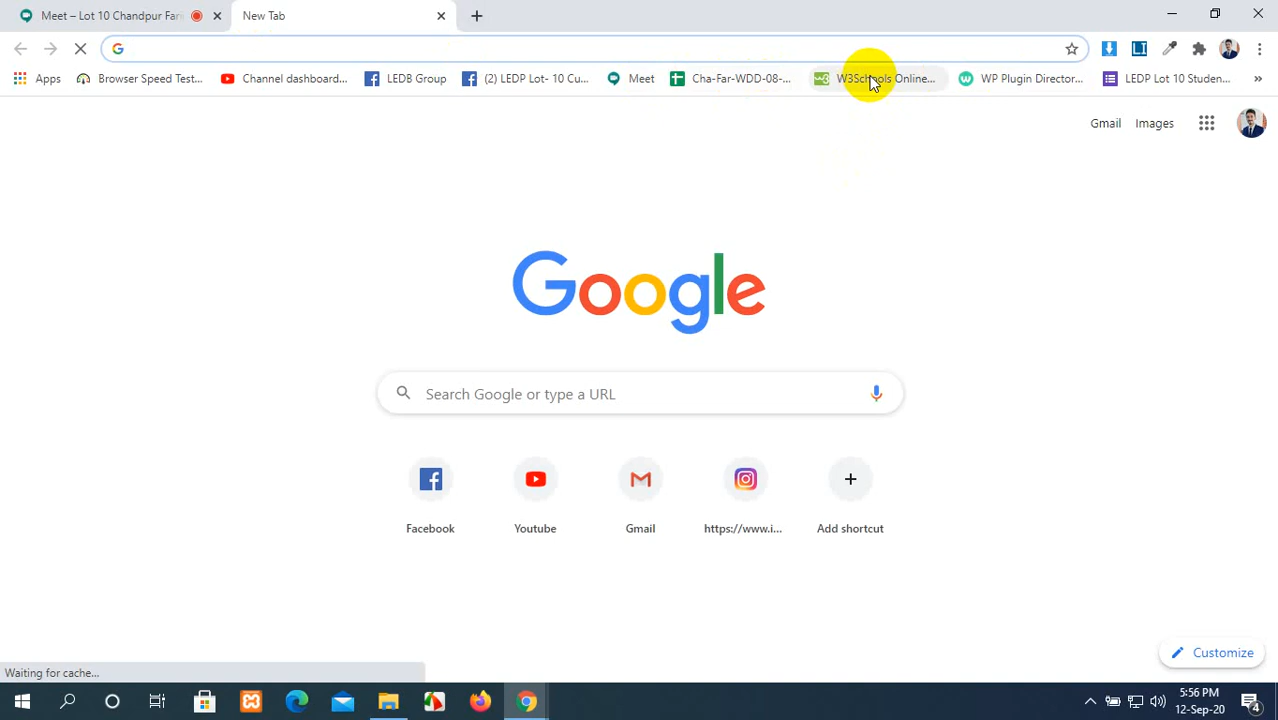 Meet – Lot 10 Chandpur Far
New Tab
Apps
Browser Speed Test...
Channel dashboard...
LEDB Group
(2) LEDP Lot- 10 Cu...
Meet
Cha-Far-WDD-08-...
W3Schools Online...
WP Plugin Director...
LEDP Lot 10 Studen...
»
Gmail
Images
Google
Search Google or type a URL
Facebook
Youtube
Gmail
https://www.i...
Add shortcut
Customize
Waiting for cache...
5:56 PM
12-Sep-20
4